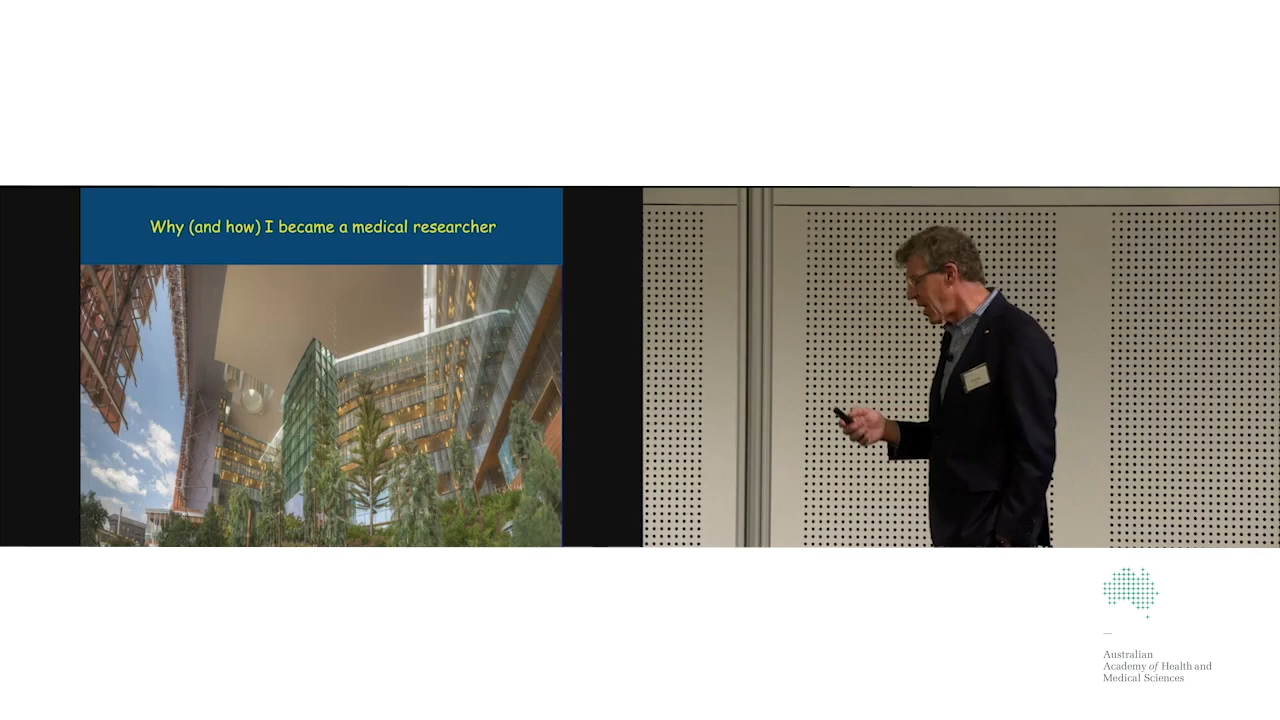 Why (and how) I became a medical researcher
Australian
Academy of Health and
Medical Sciences